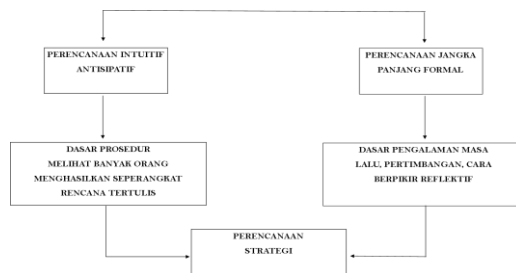 PERENCANAAN INTUITIF
ANTISIPATIF
PERENCANAAN JANGKA
PANJANG FORMAL
DASAR PROSEDUR
MELIHAT BANYAK ORANG
MENGHASILKAN SEPERANGKAT
RENCANA TERTULIS
DASAR PENGALAMAN MASA
LALU, PERTIMBANGAN, CARA
BERPIKIR REFLEKTIF
PERENCANAAN
STRATEGI